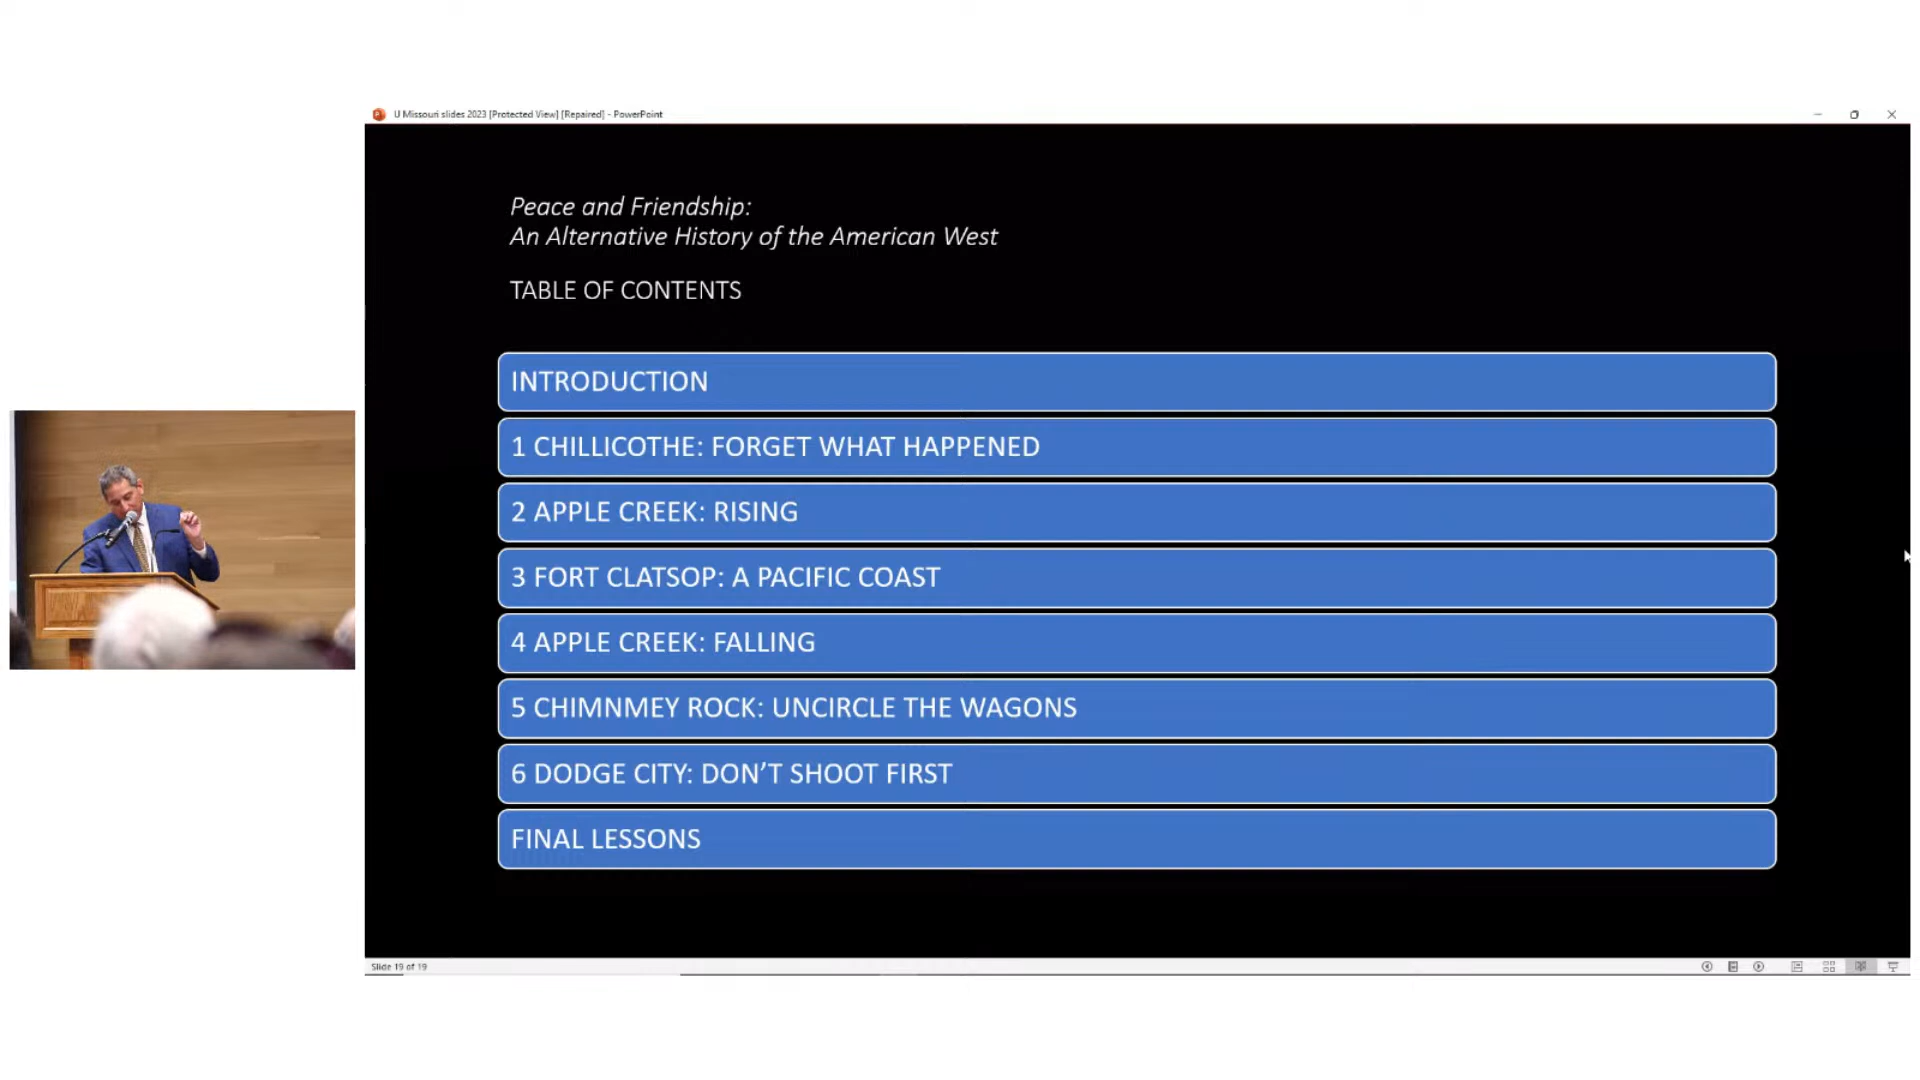 U Missouri slides 2023 [Protected View] [Repaired] - PowerPoint
Peace and Friendship:
An Alternative History of the American West
TABLE OF CONTENTS
INTRODUCTION
1 CHILLICOTHE: FORGET WHAT HAPPENED
2 APPLE CREEK: RISING
3 FORT CLATSOP: A PACIFIC COAST
4 APPLE CREEK: FALLING
5 CHIMNMEY ROCK: UNCIRCLE THE WAGONS
6 DODGE CITY: DON’T SHOOT FIRST
FINAL LESSONS
Slide 19 of 19